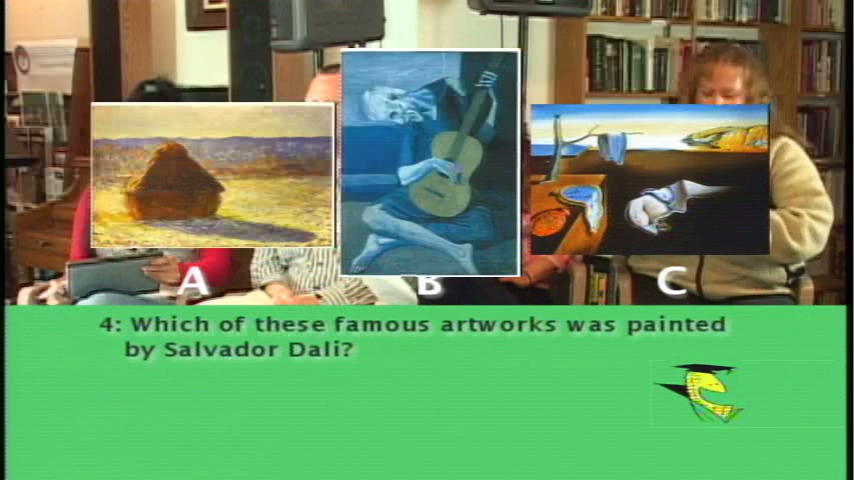 A B C
4: Which of these famous artworks was painted
by Salvador Dali?